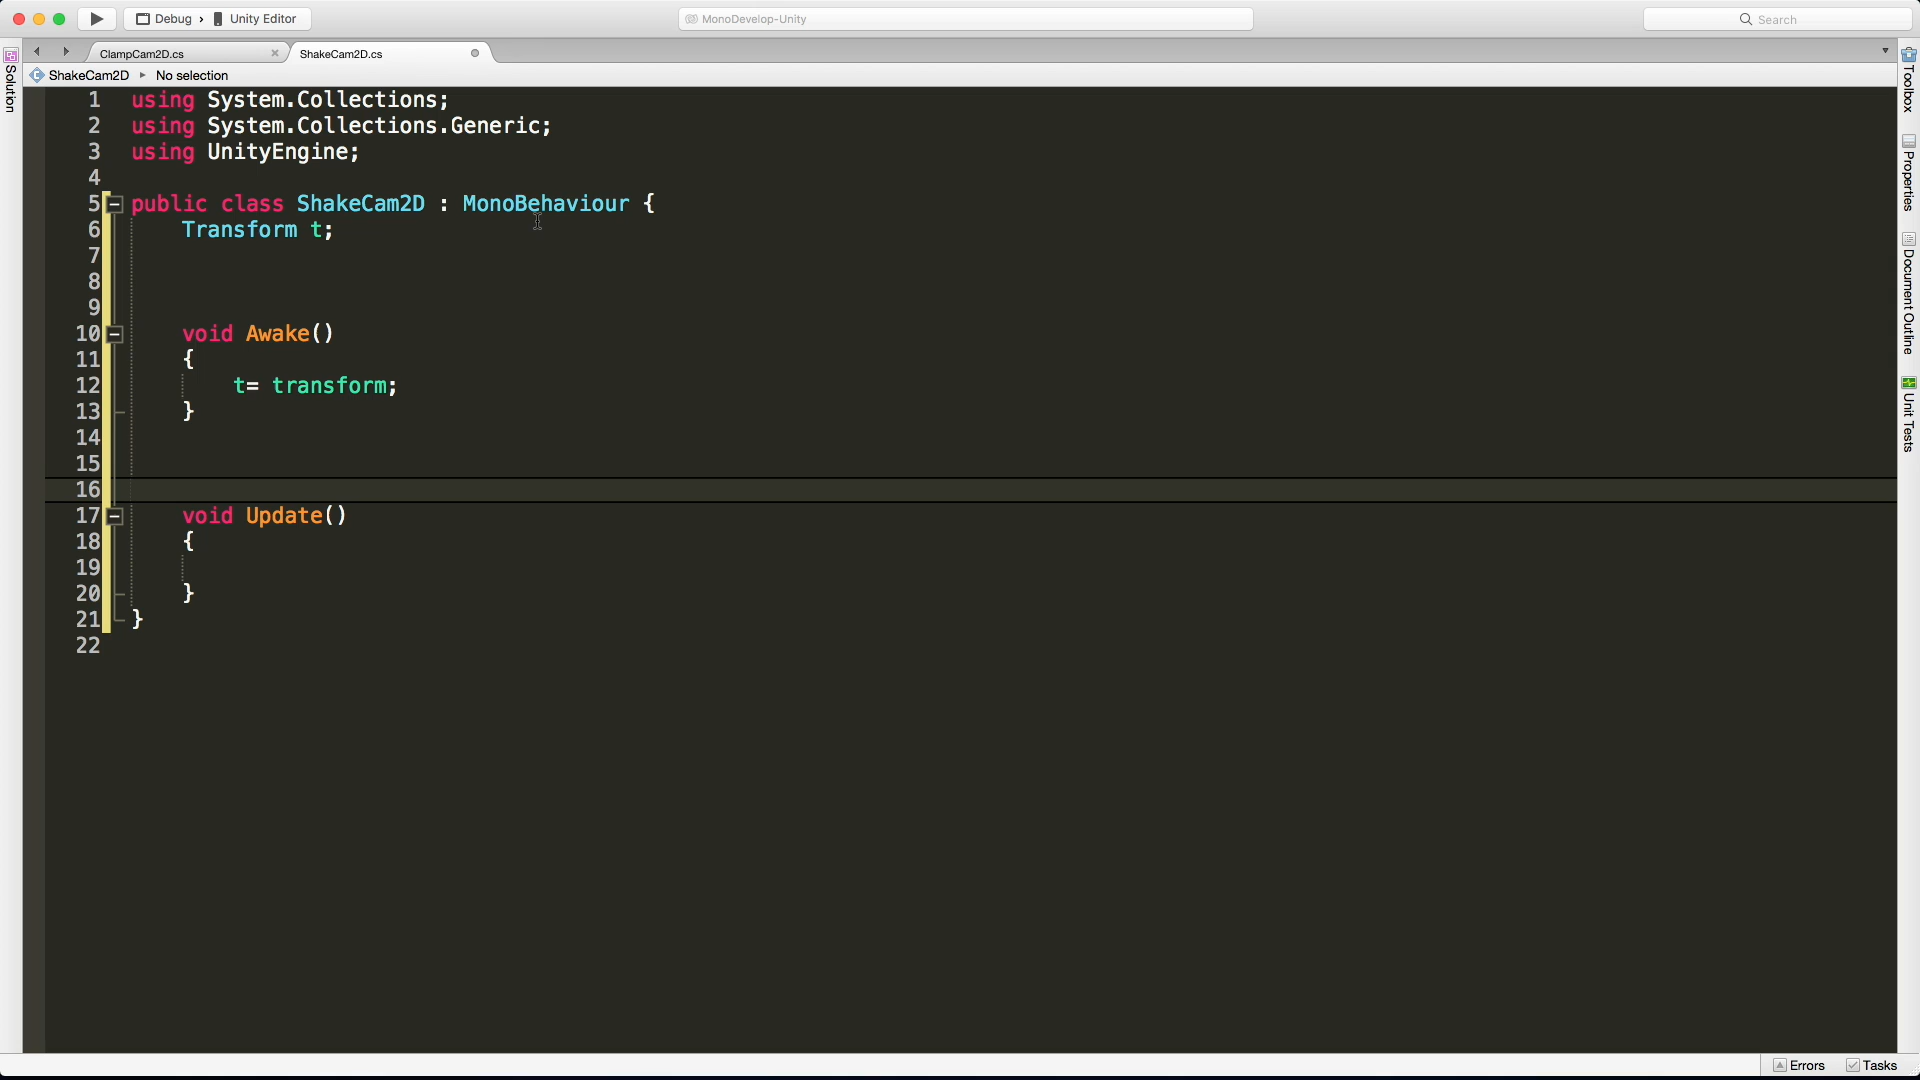 Debug › Unity Editor
MonoDevelop-Unity
Search
ClampCam2D.cs
ShakeCam2D.cs
ShakeCam2D ▸ No selection
Solution
1 using System.Collections;
2 using System.Collections.Generic;
3 using UnityEngine;
4
5 public class ShakeCam2D : MonoBehaviour {
6 Transform t;
7
8
9
10 void Awake()
11 {
12 t= transform;
13 }
14
15
16
17 void Update()
18 {
19
20 }
21 }
22
Toolbox
Properties
Document Outline
Unit Tests
Errors
Tasks